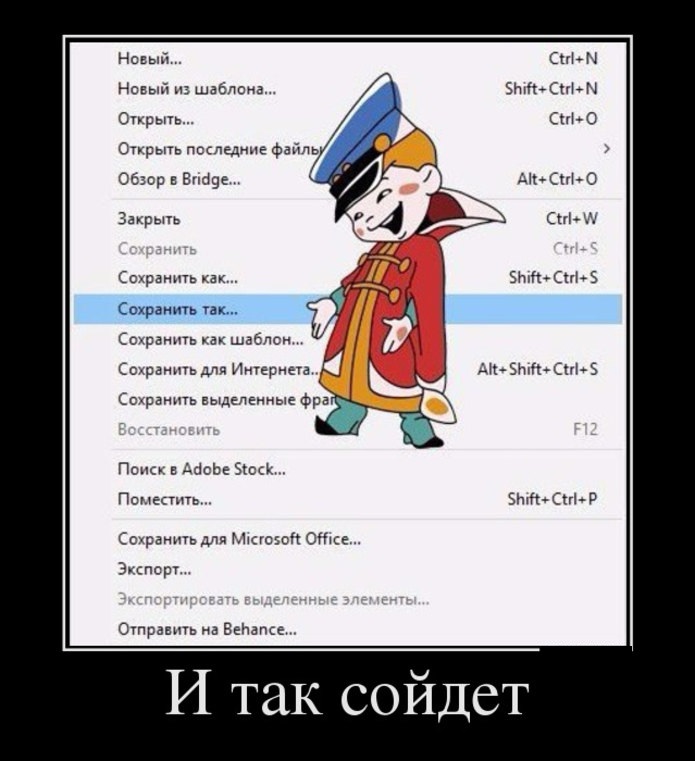 Новый... Ctrl+N
Новый из шаблона... Shift+Ctrl+N
Открыть... Ctrl+O
Открыть последние файлы >
Обзор в Bridge... Alt+Ctrl+O
Закрыть Ctrl+W
Сохранить Ctrl+S
Сохранить как... Shift+Ctrl+S
Сохранить так...
Сохранить как шаблон...
Сохранить для Интернета... Alt+Shift+Ctrl+S
Сохранить выделенные
Восстановить F12
Поиск в Adobe Stock...
Поместить... Shift+Ctrl+P
Сохранить для Microsoft Office...
Экспорт...
Экспортировать выделенные элементы...
Отправить на Behance...
И так сойдет